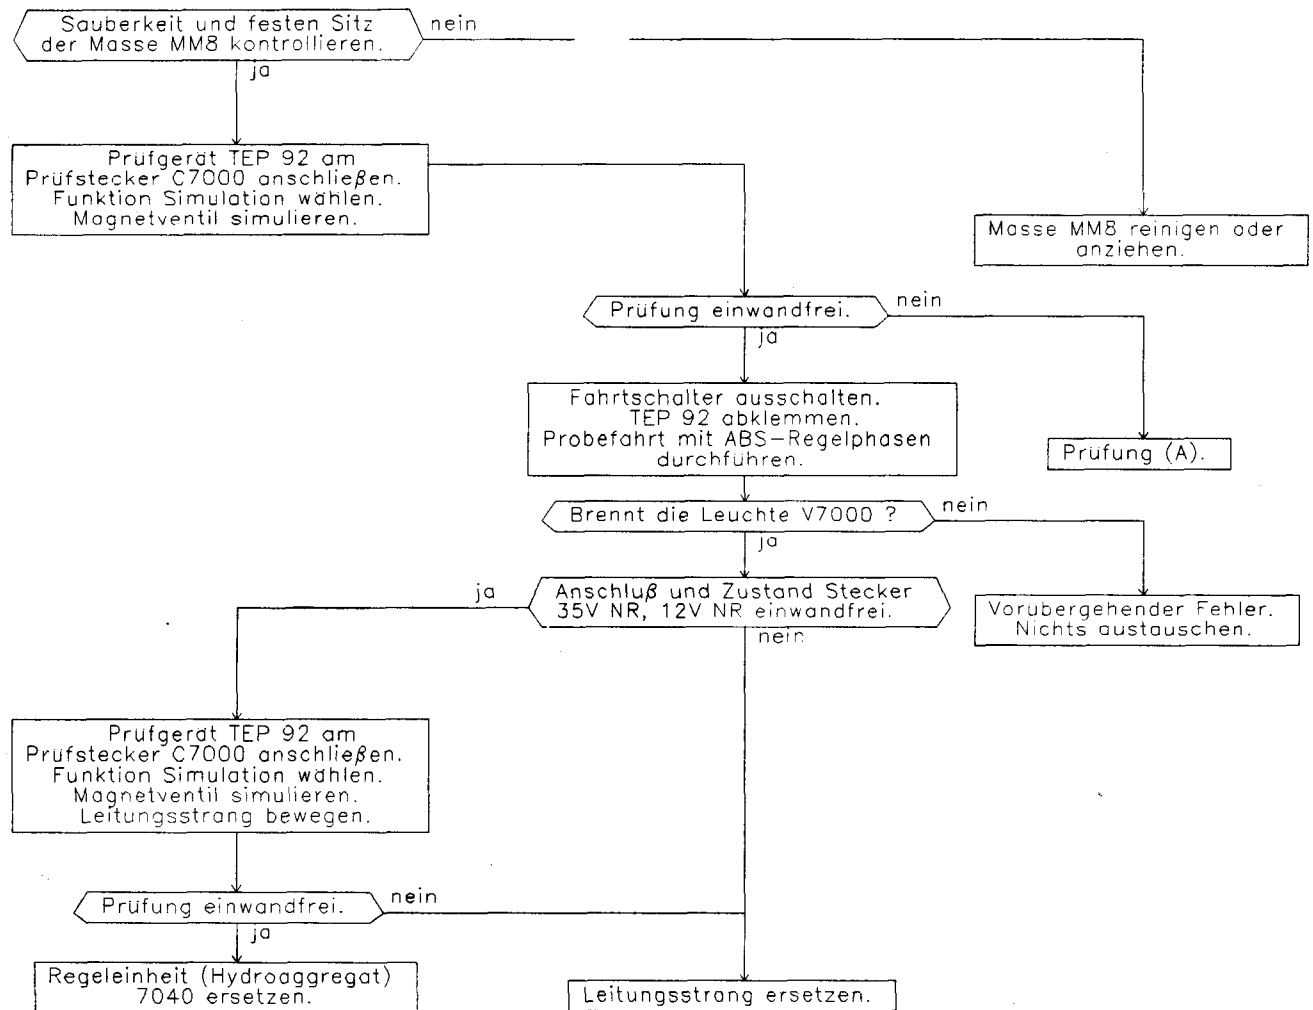 Sauberkeit und festen Sitz
der Masse MM8 kontrollieren.
nein
ja
Prüfgerät TEP 92 am
Prüfstecker C7000 anschließen.
Funktion Simulation wählen.
Magnetventil simulieren.
Masse MM8 reinigen oder
anziehen.
Prüfung einwandfrei.
nein
ja
Fahrtschalter ausschalten.
TEP 92 abklemmen.
Probefahrt mit ABS-Regelphasen
durchführen.
Prüfung (A).
Brennt die Leuchte V7000 ?
nein
ja
Anschluß und Zustand Stecker
35V NR, 12V NR einwandfrei.
ja
nein
Vorübergehender Fehler.
Nichts austauschen.
Prüfgerät TEP 92 am
Prüfstecker C7000 anschließen.
Funktion Simulation wählen.
Magnetventil simulieren.
Leitungsstrang bewegen.
Prüfung einwandfrei.
nein
ja
Regeleinheit (Hydroaggregat)
7040 ersetzen.
Leitungsstrang ersetzen.